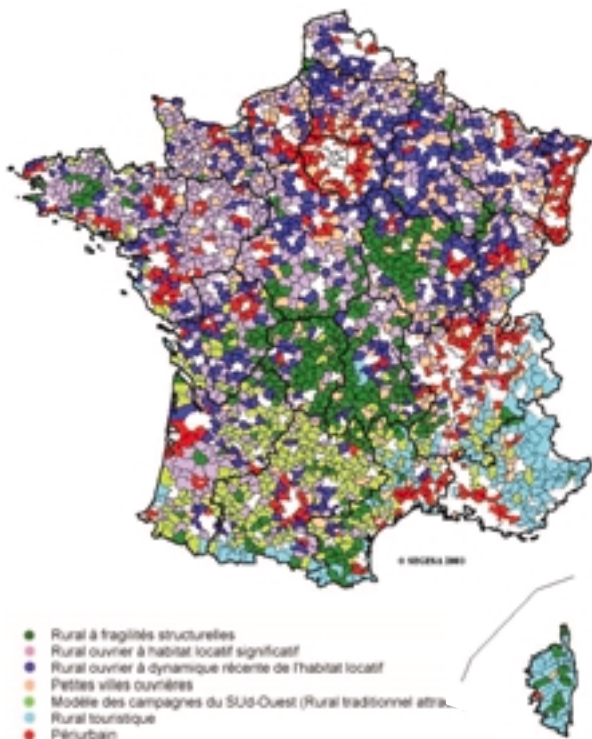 © SEGESA 2003
Rural à fragilités structurelles
Rural ouvrier à habitat locatif significatif
Rural ouvrier à dynamique récente de l'habitat locatif
Petites villes ouvrières
Modèle des campagnes du SUd-Ouest (Rural traditionnel attra
Rural touristique
Périurbain